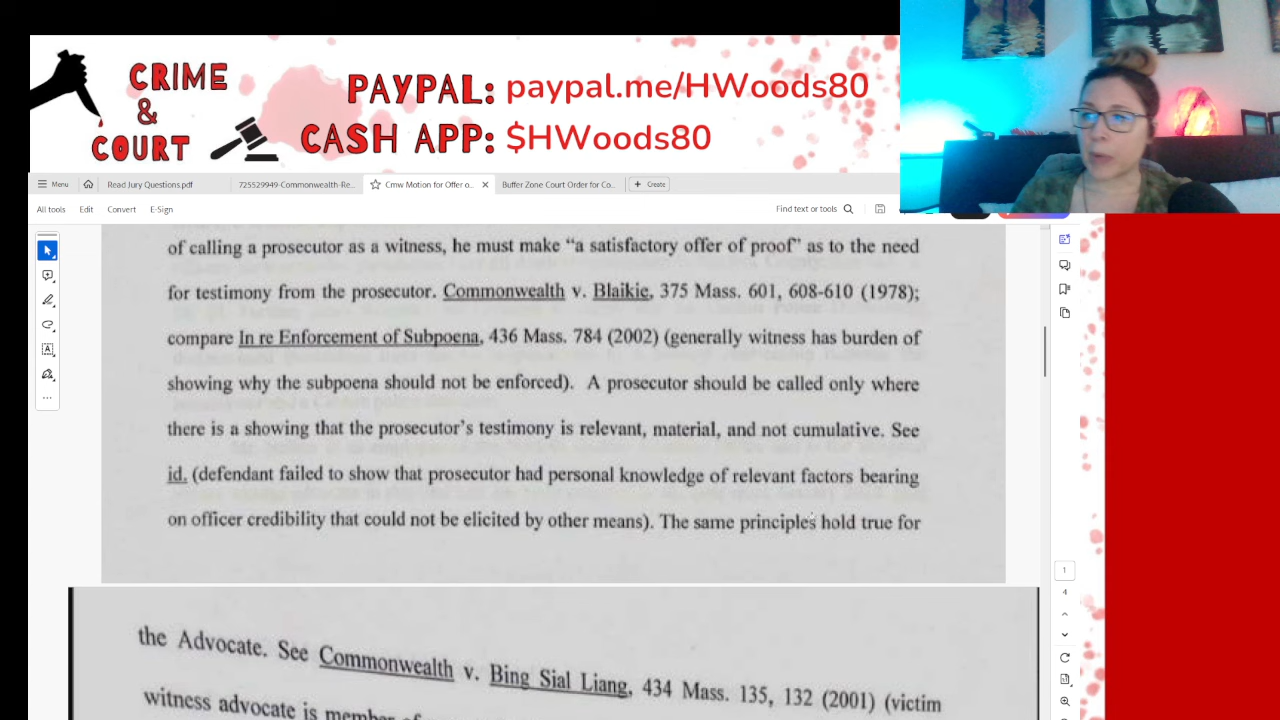 CRIME
&
COURT
PAYPAL: paypal.me/HWoods80
CASH APP: $HWoods80
Menu Read Jury Questions.pdf 725529949-Commonwealth-Re... Cmw Motion for Offer o... Buffer Zone Court Order for Co... Create
All tools Edit Convert E-Sign Find text or tools
of calling a prosecutor as a witness, he must make “a satisfactory offer of proof” as to the need
for testimony from the prosecutor. Commonwealth v. Blaikie, 375 Mass. 601, 608-610 (1978);
compare In re Enforcement of Subpoena, 436 Mass. 784 (2002) (generally witness has burden of
showing why the subpoena should not be enforced). A prosecutor should be called only where
there is a showing that the prosecutor’s testimony is relevant, material, and not cumulative. See
id. (defendant failed to show that prosecutor had personal knowledge of relevant factors bearing
on officer credibility that could not be elicited by other means). The same principles hold true for
the Advocate. See Commonwealth v. Bing Sial Liang, 434 Mass. 135, 132 (2001) (victim
witness advocate is member of
1
4